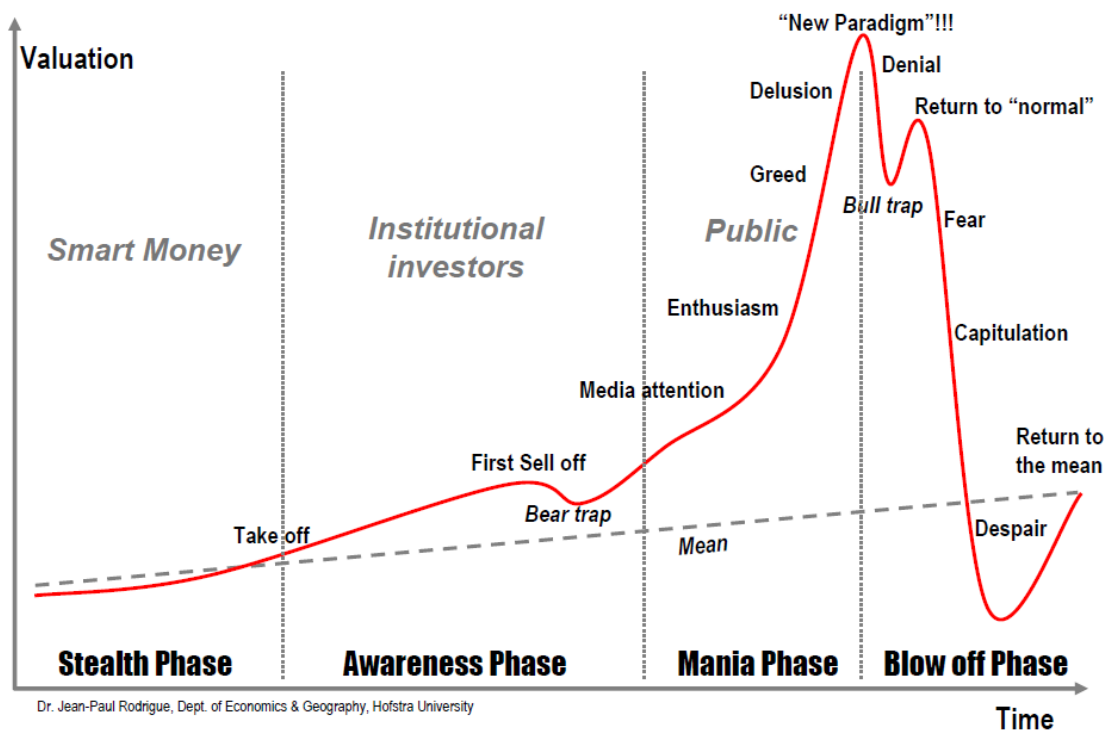 “New Paradigm”!!!
Valuation
Denial
Delusion
Return to “normal”
Greed
Bull trap
Smart Money
Institutional
investors
Public
Fear
Enthusiasm
Capitulation
Media attention
First Sell off
Return to
the mean
Bear trap
Take off
Mean
Despair
Stealth Phase
Awareness Phase
Mania Phase
Blow off Phase
Dr. Jean-Paul Rodrigue, Dept. of Economics & Geography, Hofstra University
Time